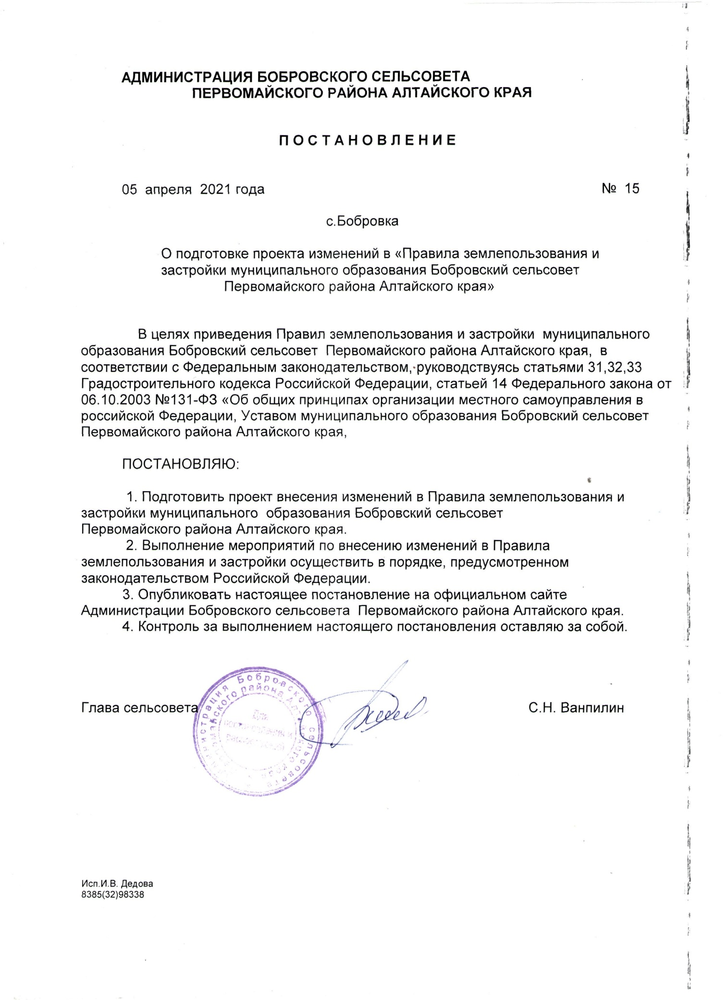 АДМИНИСТРАЦИЯ БОБРОВСКОГО СЕЛЬСОВЕТА
ПЕРВОМАЙСКОГО РАЙОНА АЛТАЙСКОГО КРАЯ
П О С Т А Н О В Л Е Н И Е
05 апреля 2021 года № 15
с.Бобровка
О подготовке проекта изменений в «Правила землепользования и
застройки муниципального образования Бобровский сельсовет
Первомайского района Алтайского края»
В целях приведения Правил землепользования и застройки муниципального
образования Бобровский сельсовет Первомайского района Алтайского края, в
соответствии с Федеральным законодательством, руководствуясь статьями 31,32,33
Градостроительного кодекса Российской Федерации, статьей 14 Федерального закона от
06.10.2003 №131-ФЗ «Об общих принципах организации местного самоуправления в
российской Федерации, Уставом муниципального образования Бобровский сельсовет
Первомайского района Алтайского края,
ПОСТАНОВЛЯЮ:
1. Подготовить проект внесения изменений в Правила землепользования и
застройки муниципального образования Бобровский сельсовет
Первомайского района Алтайского края.
2. Выполнение мероприятий по внесению изменений в Правила
землепользования и застройки осуществить в порядке, предусмотренном
законодательством Российской Федерации.
3. Опубликовать настоящее постановление на официальном сайте
Администрации Бобровского сельсовета Первомайского района Алтайского края.
4. Контроль за выполнением настоящего постановления оставляю за собой.
Глава сельсовета С.Н. Ванпилин
Администрация Бобровского сельсовета
района
Для
Исп.И.В. Дедова
8385(32)98338